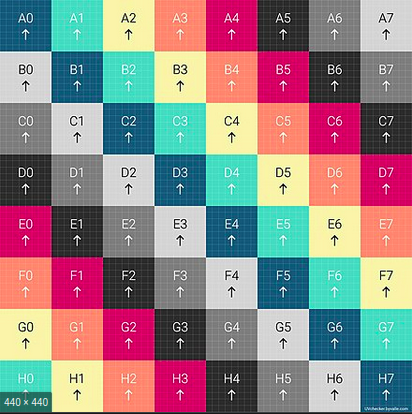 A0 A1 A2 A3 A4 A5 A6 A7
↑ ↑ ↑ ↑ ↑ ↑ ↑ ↑
B0 B1 B2 B3 B4 B5 B6 B7
↑ ↑ ↑ ↑ ↑ ↑ ↑ ↑
C0 C1 C2 C3 C4 C5 C6 C7
↑ ↑ ↑ ↑ ↑ ↑ ↑ ↑
D0 D1 D2 D3 D4 D5 D6 D7
↑ ↑ ↑ ↑ ↑ ↑ ↑ ↑
E0 E1 E2 E3 E4 E5 E6 E7
↑ ↑ ↑ ↑ ↑ ↑ ↑ ↑
F0 F1 F2 F3 F4 F5 F6 F7
↑ ↑ ↑ ↑ ↑ ↑ ↑ ↑
G0 G1 G2 G3 G4 G5 G6 G7
↑ ↑ ↑ ↑ ↑ ↑ ↑ ↑
H0 H1 H2 H3 H4 H5 H6 H7
440 × 440 ↑ ↑ ↑ ↑ ↑ ↑ ↑